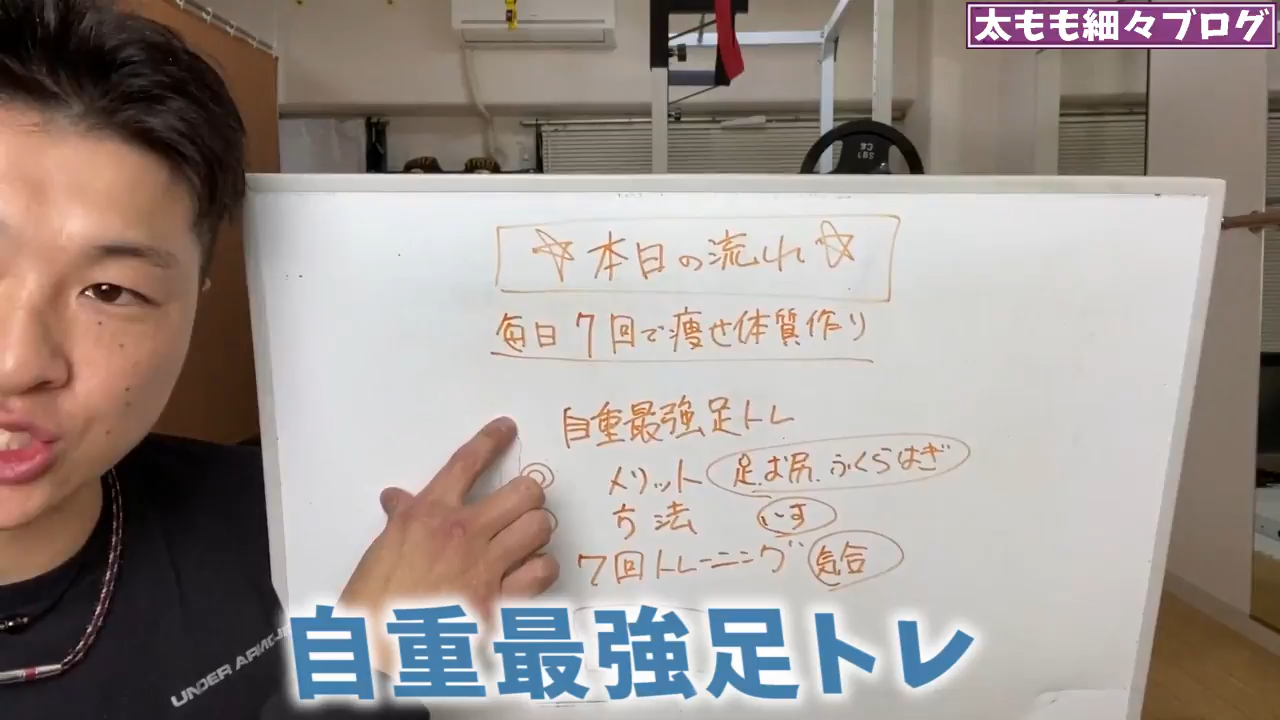 太もも細々ブログ
☆本日の流れ☆
毎日7回で痩せ体質作り
自重最強足トレ
メリット 足.お尻.ふくらはぎ
方法 いす
7回トレーニング 気合
UNDER ARMOUR
自重最強足トレ